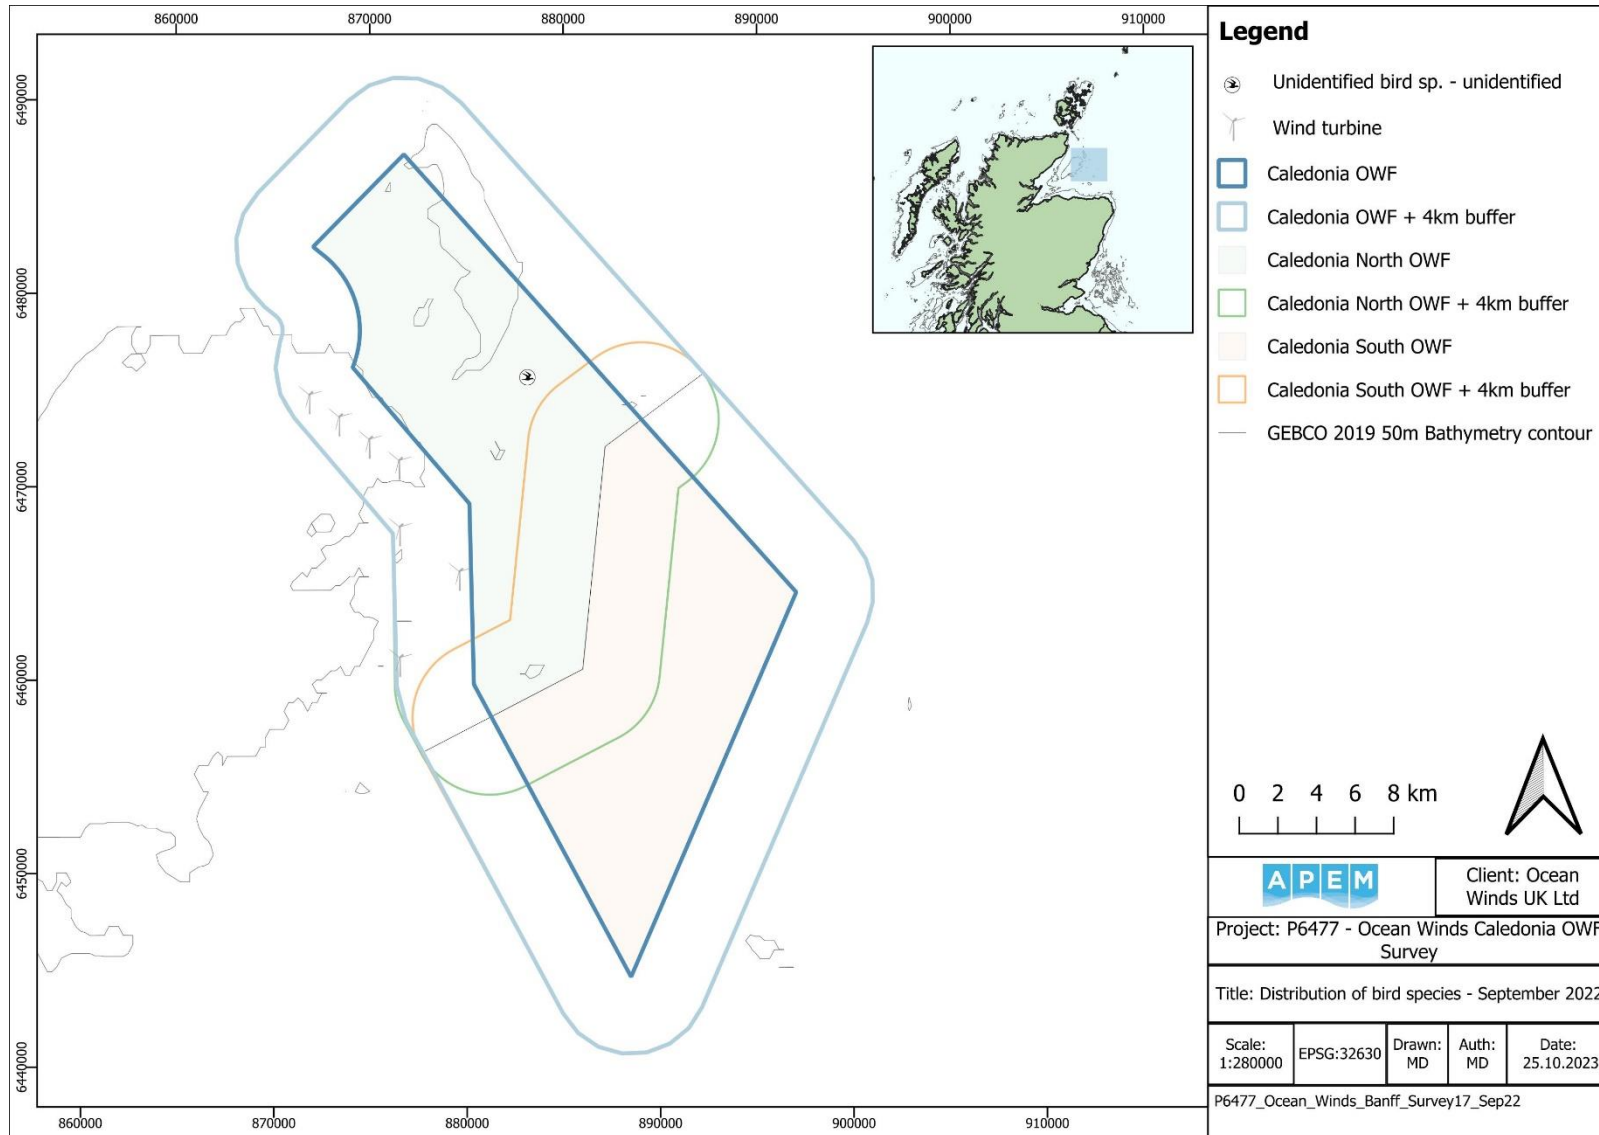 860000 870000 880000 890000 900000 910000
6490000
6480000
6470000
6460000
6450000
6440000
860000 870000 880000 890000 900000 910000
Legend
Unidentified bird sp. - unidentified
Wind turbine
Caledonia OWF
Caledonia OWF + 4km buffer
Caledonia North OWF
Caledonia North OWF + 4km buffer
Caledonia South OWF
Caledonia South OWF + 4km buffer
GEBCO 2019 50m Bathymetry contour
0 2 4 6 8 km
APEM
Client: Ocean
Winds UK Ltd
Project: P6477 - Ocean Winds Caledonia OWF
Survey
Title: Distribution of bird species - September 2022
Scale:
1:280000
EPSG:32630
Drawn:
MD
Auth:
MD
Date:
25.10.2023
P6477_Ocean_Winds_Banff_Survey17_Sep22